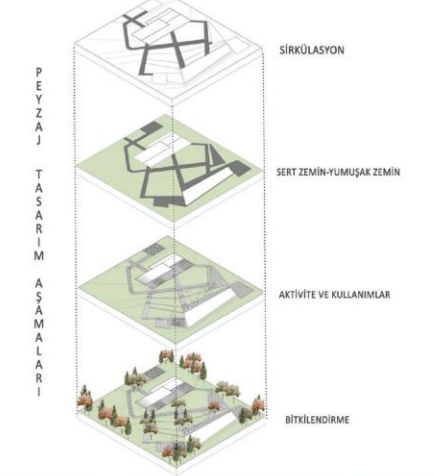 PEYZAJ TASARIM AŞAMALARI
SİRKÜLASYON
SERT ZEMİN-YUMUŞAK ZEMİN
AKTİVİTE VE KULLANIMLAR
BİTKİLENDİRME